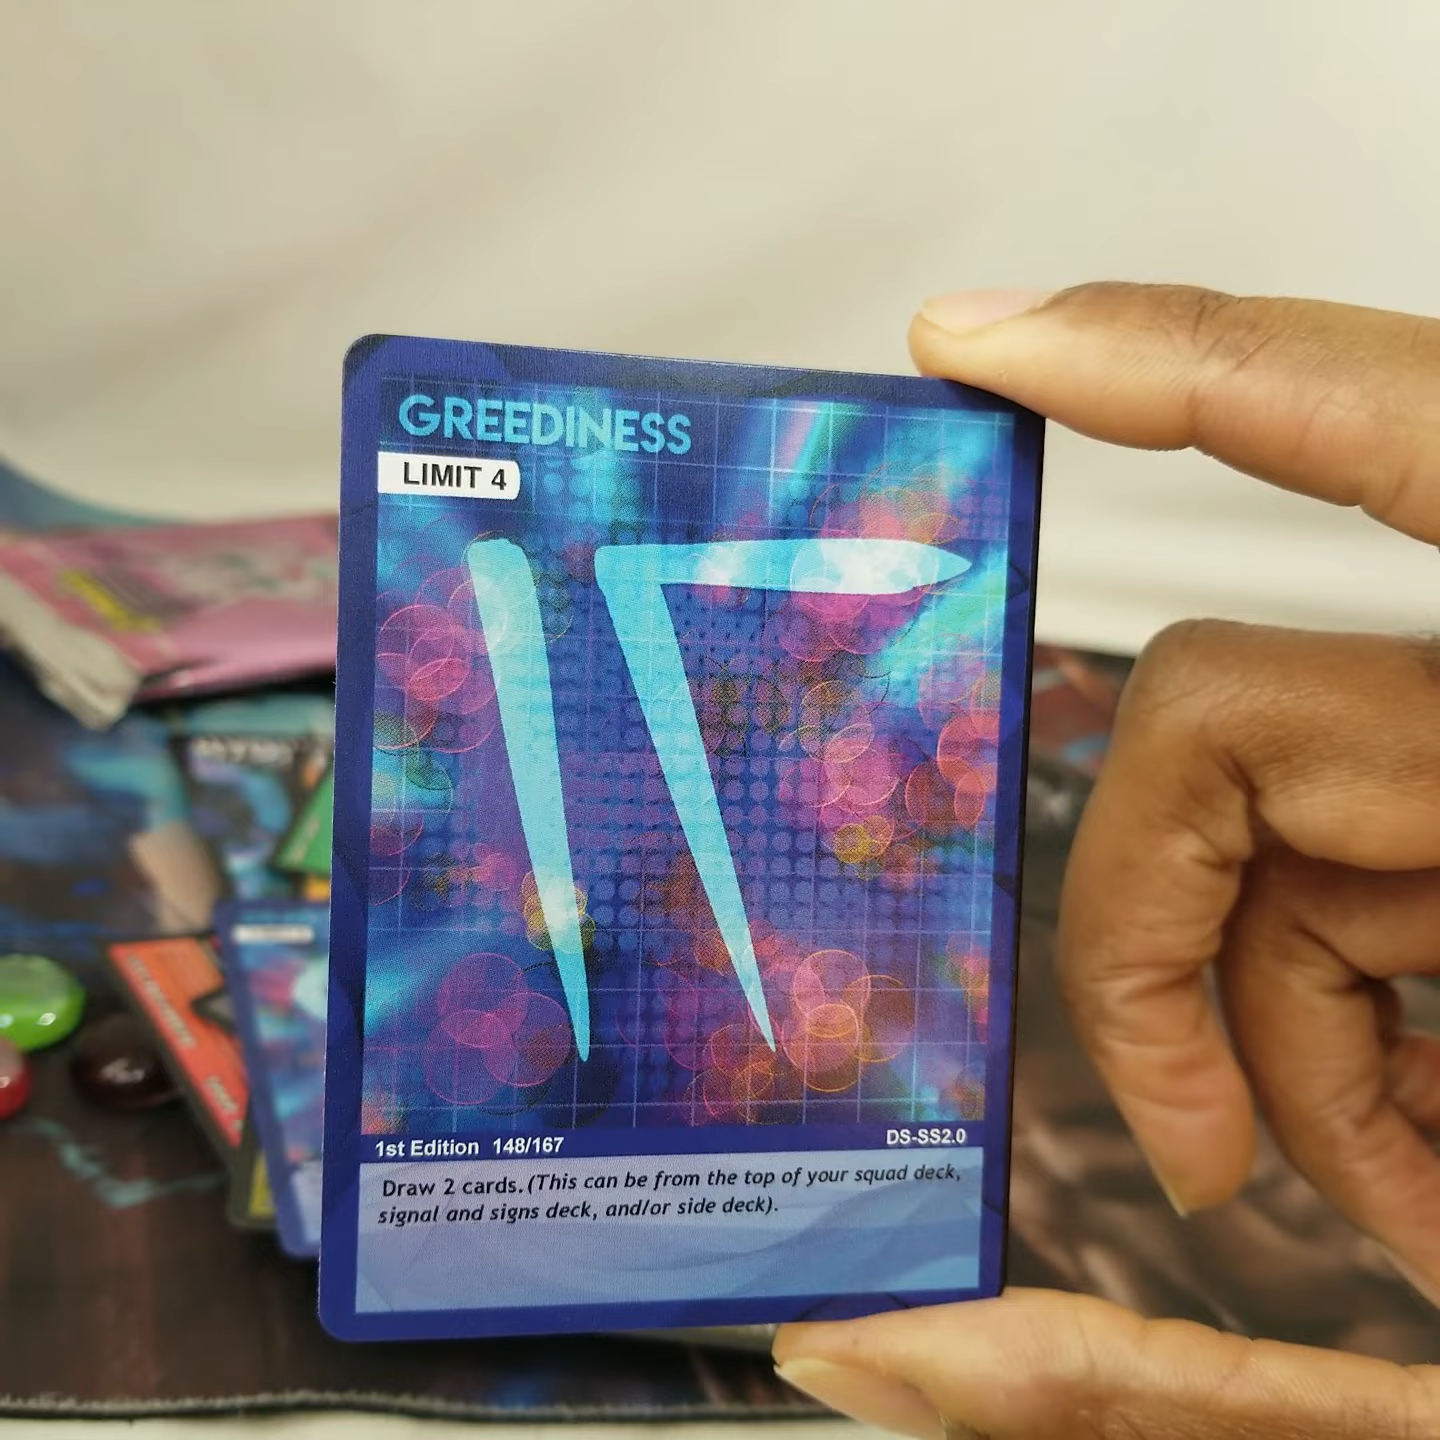 GREEDINESS
LIMIT 4
1st Edition 148/167
DS-SS2.0
Draw 2 cards. (This can be from the top of your squad deck,
signal and signs deck, and/or side deck).